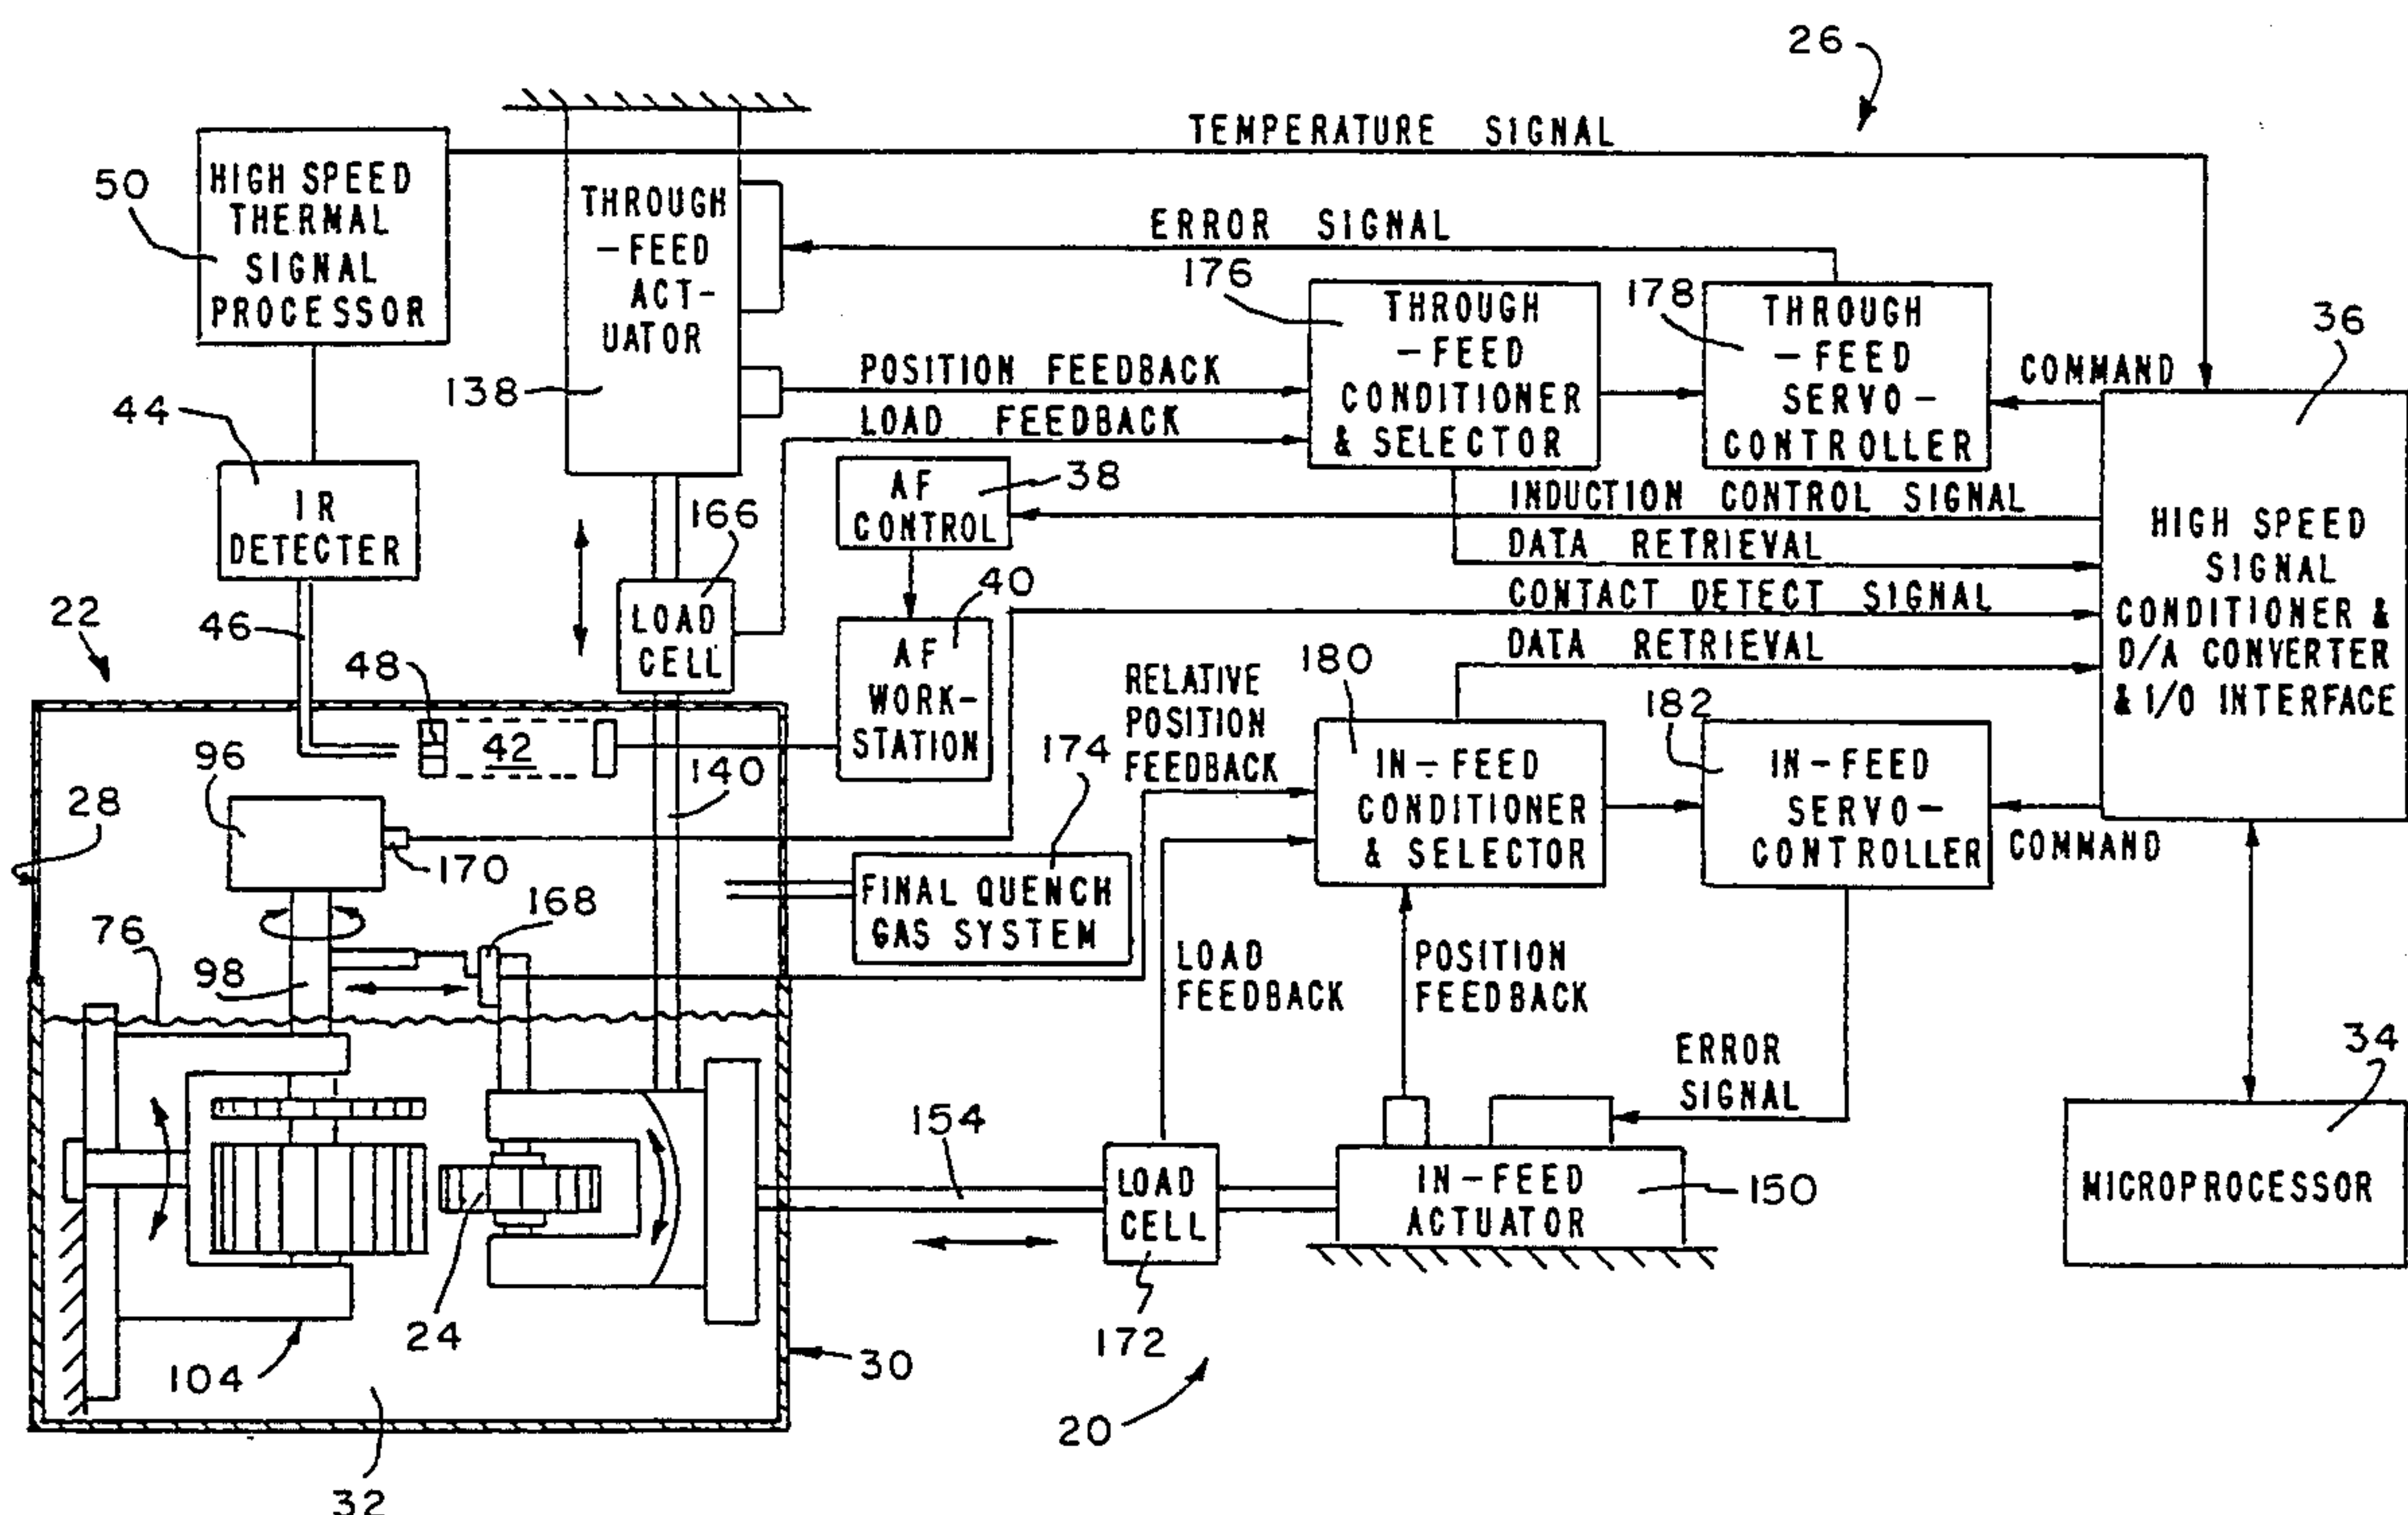 26
TEMPERATURE SIGNAL
50
HIGH SPEED
THERMAL
SIGNAL
PROCESSOR
THROUGH
-FEED
ACT-
UATOR
138
ERROR SIGNAL
176
THROUGH
-FEED
CONDITIONER
& SELECTOR
178
THROUGH
-FEED
SERVO-
CONTROLLER
COMMAND
36
POSITION FEEDBACK
LOAD FEEDBACK
44
IR
DETECTER
AF
CONTROL
38
166
LOAD
CELL
INDUCTION CONTROL SIGNAL
DATA RETRIEVAL
CONTACT DETECT SIGNAL
DATA RETRIEVAL
HIGH SPEED
SIGNAL
CONDITIONER &
D/A CONVERTER
& I/O INTERFACE
22
46
48
42
40
AF
WORK-
STATION
RELATIVE
POSITION
FEEDBACK
180
IN-FEED
CONDITIONER
& SELECTOR
182
IN-FEED
SERVO-
CONTROLLER
COMMAND
96
28
140
174
170
FINAL QUENCH
GAS SYSTEM
168
76
98
LOAD
FEEDBACK
POSITION
FEEDBACK
ERROR
SIGNAL
34
MICROPROCESSOR
154
LOAD
CELL
IN-FEED
ACTUATOR
150
24
172
104
30
20
32